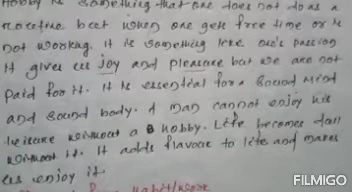 Hobby is something that one does not do as a
routine but when one gets free time or is
not working. It is something like one's passion
It gives us joy and pleasure but we are not
paid for it. It is essential for a sound mind
and sound body. A man cannot enjoy his
leisure without a hobby. Life becomes dull
without it. It adds flavour to life and makes
us enjoy it.
FILMIGO